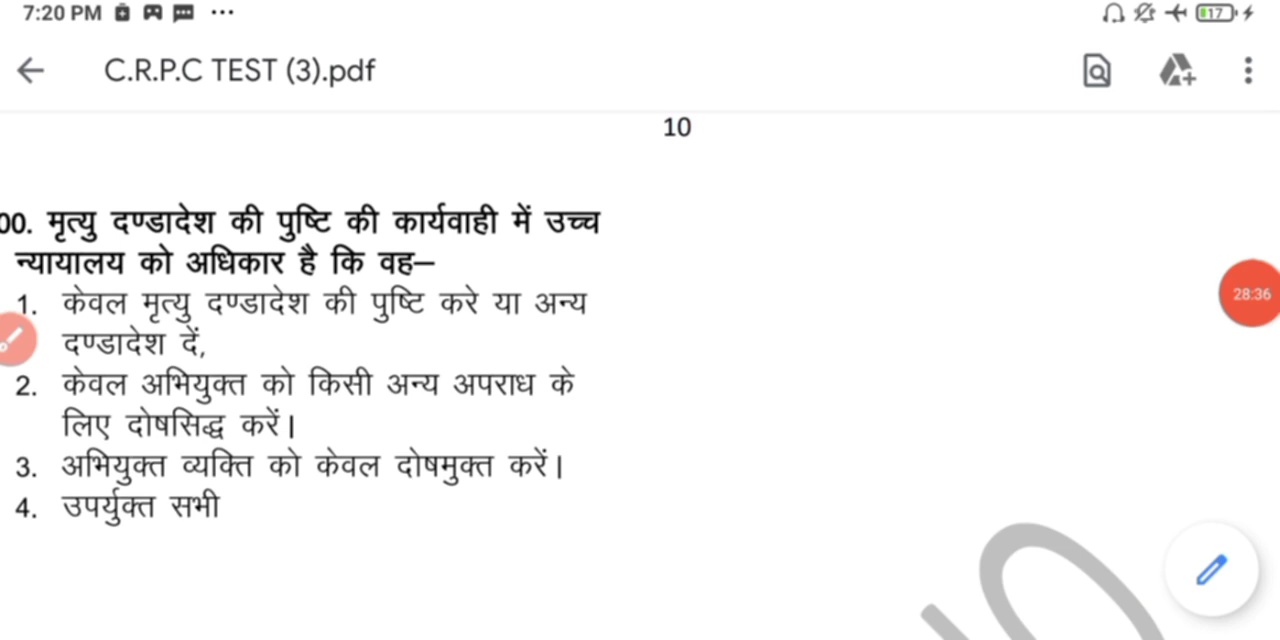 7:20 PM ...
17
C.R.P.C TEST (3).pdf
10
00. मृत्यु दण्डादेश की पुष्टि की कार्यवाही में उच्च
न्यायालय को अधिकार है कि वह–
1. केवल मृत्यु दण्डादेश की पुष्टि करे या अन्य
दण्डादेश दें,
2. केवल अभियुक्त को किसी अन्य अपराध के
लिए दोषसिद्ध करें।
3. अभियुक्त व्यक्ति को केवल दोषमुक्त करें।
4. उपर्युक्त सभी
28:36